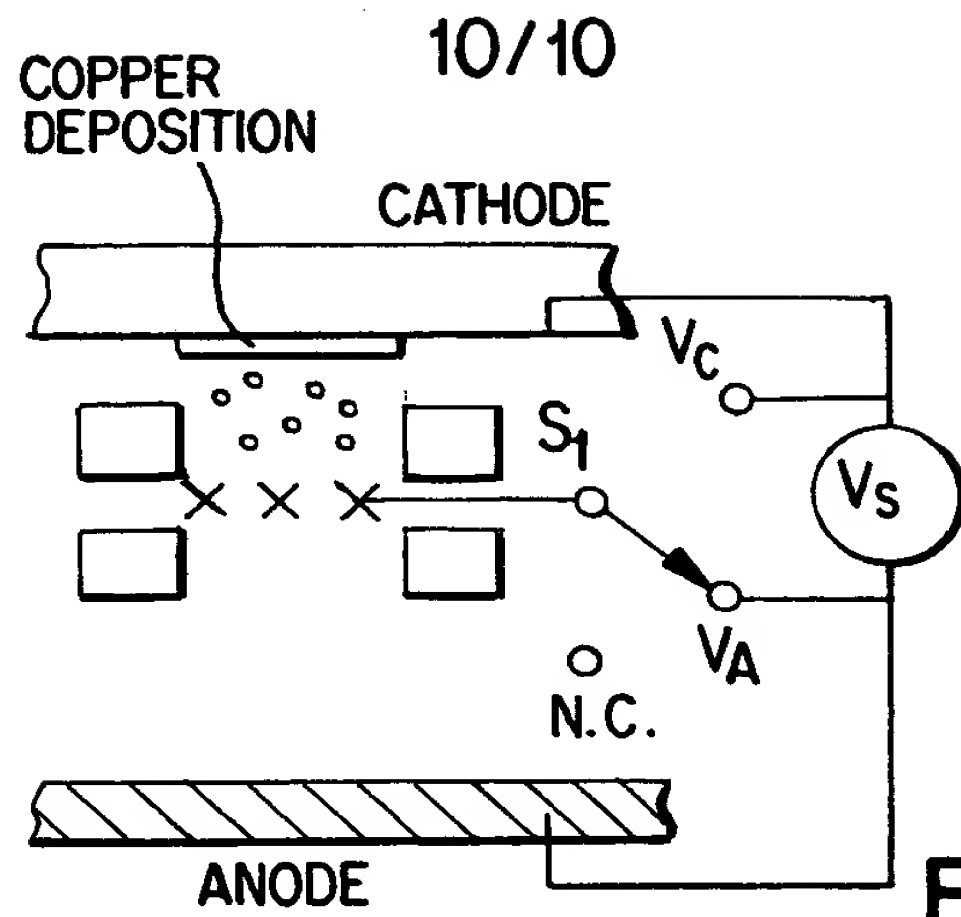 10/10
COPPER
DEPOSITION
CATHODE
VC
S1
VS
VA
N.C.
ANODE
F